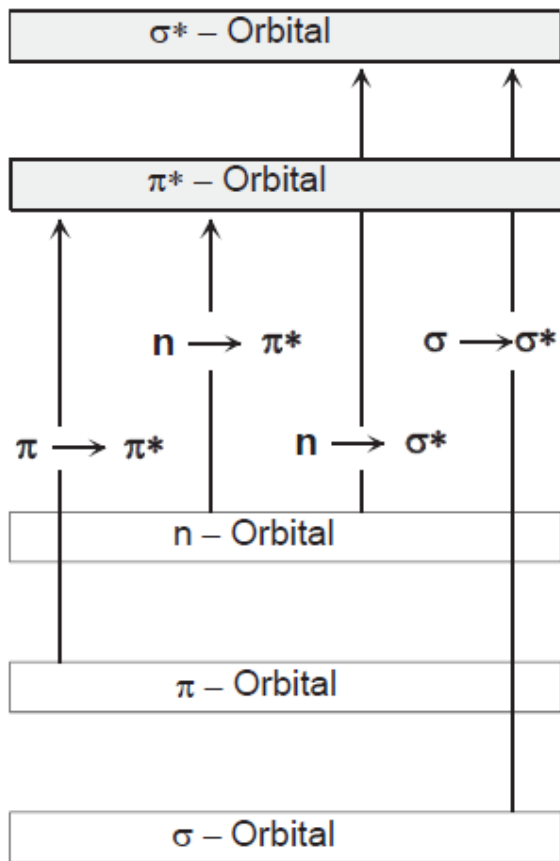 σ* – Orbital
π* – Orbital
n → π*
σ → σ*
π → π*
n → σ*
n – Orbital
π – Orbital
σ – Orbital